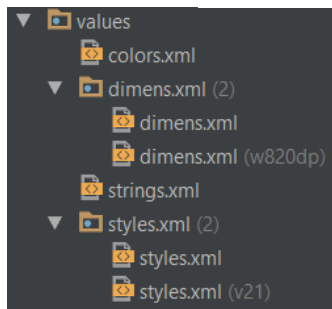 values
colors.xml
dimens.xml (2)
dimens.xml
dimens.xml (w820dp)
strings.xml
styles.xml (2)
styles.xml
styles.xml (v21)